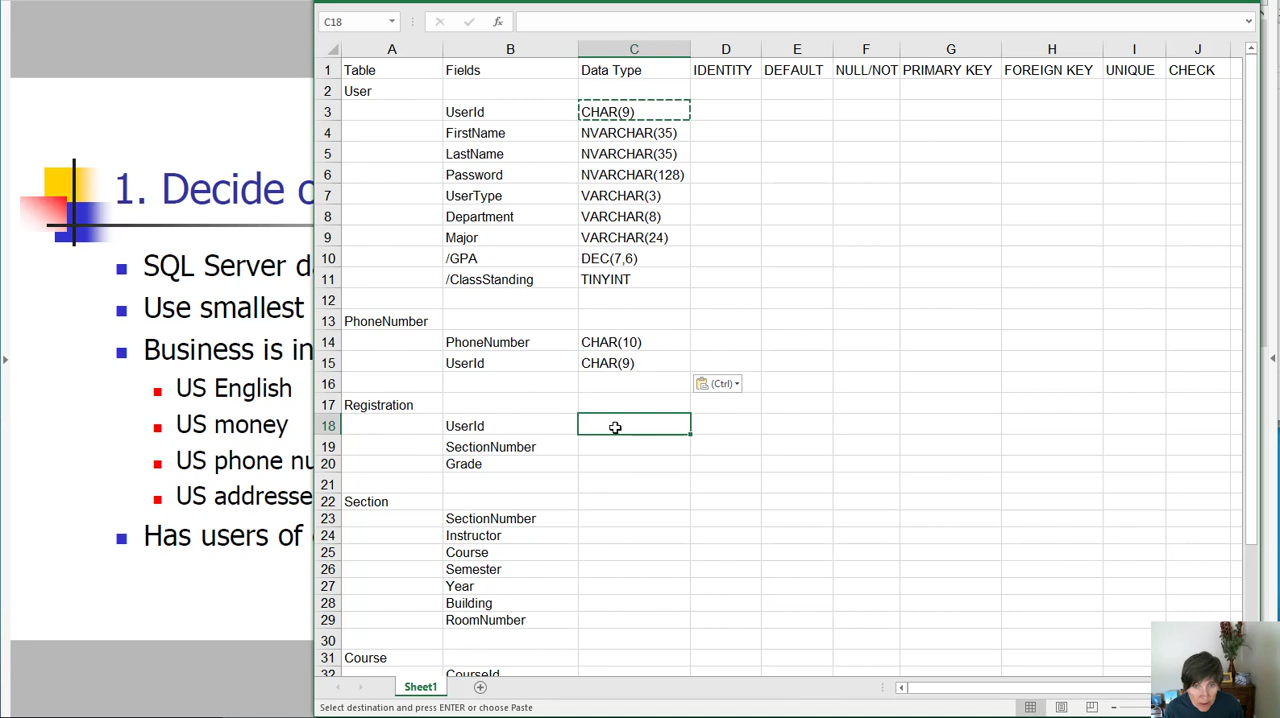 C18
fx
A B C D E F G H I J
1 Table Fields Data Type IDENTITY DEFAULT NULL/NOT PRIMARY KEY FOREIGN KEY UNIQUE CHECK
2 User
3 UserId CHAR(9)
4 FirstName NVARCHAR(35)
5 LastName NVARCHAR(35)
6 Password NVARCHAR(128)
7 UserType VARCHAR(3)
8 Department VARCHAR(8)
9 Major VARCHAR(24)
10 /GPA DEC(7,6)
11 /ClassStanding TINYINT
12
13 PhoneNumber
14 PhoneNumber CHAR(10)
15 UserId CHAR(9)
16 (Ctrl)
17 Registration
18 UserId
19 SectionNumber
20 Grade
21
22 Section
23 SectionNumber
24 Instructor
25 Course
26 Semester
27 Year
28 Building
29 RoomNumber
30
31 Course
32 CourseId
Sheet1
Select destination and press ENTER or choose Paste
1. Decide o
SQL Server da
Use smallest
Business is in
US English
US money
US phone nu
US addresse
Has users of